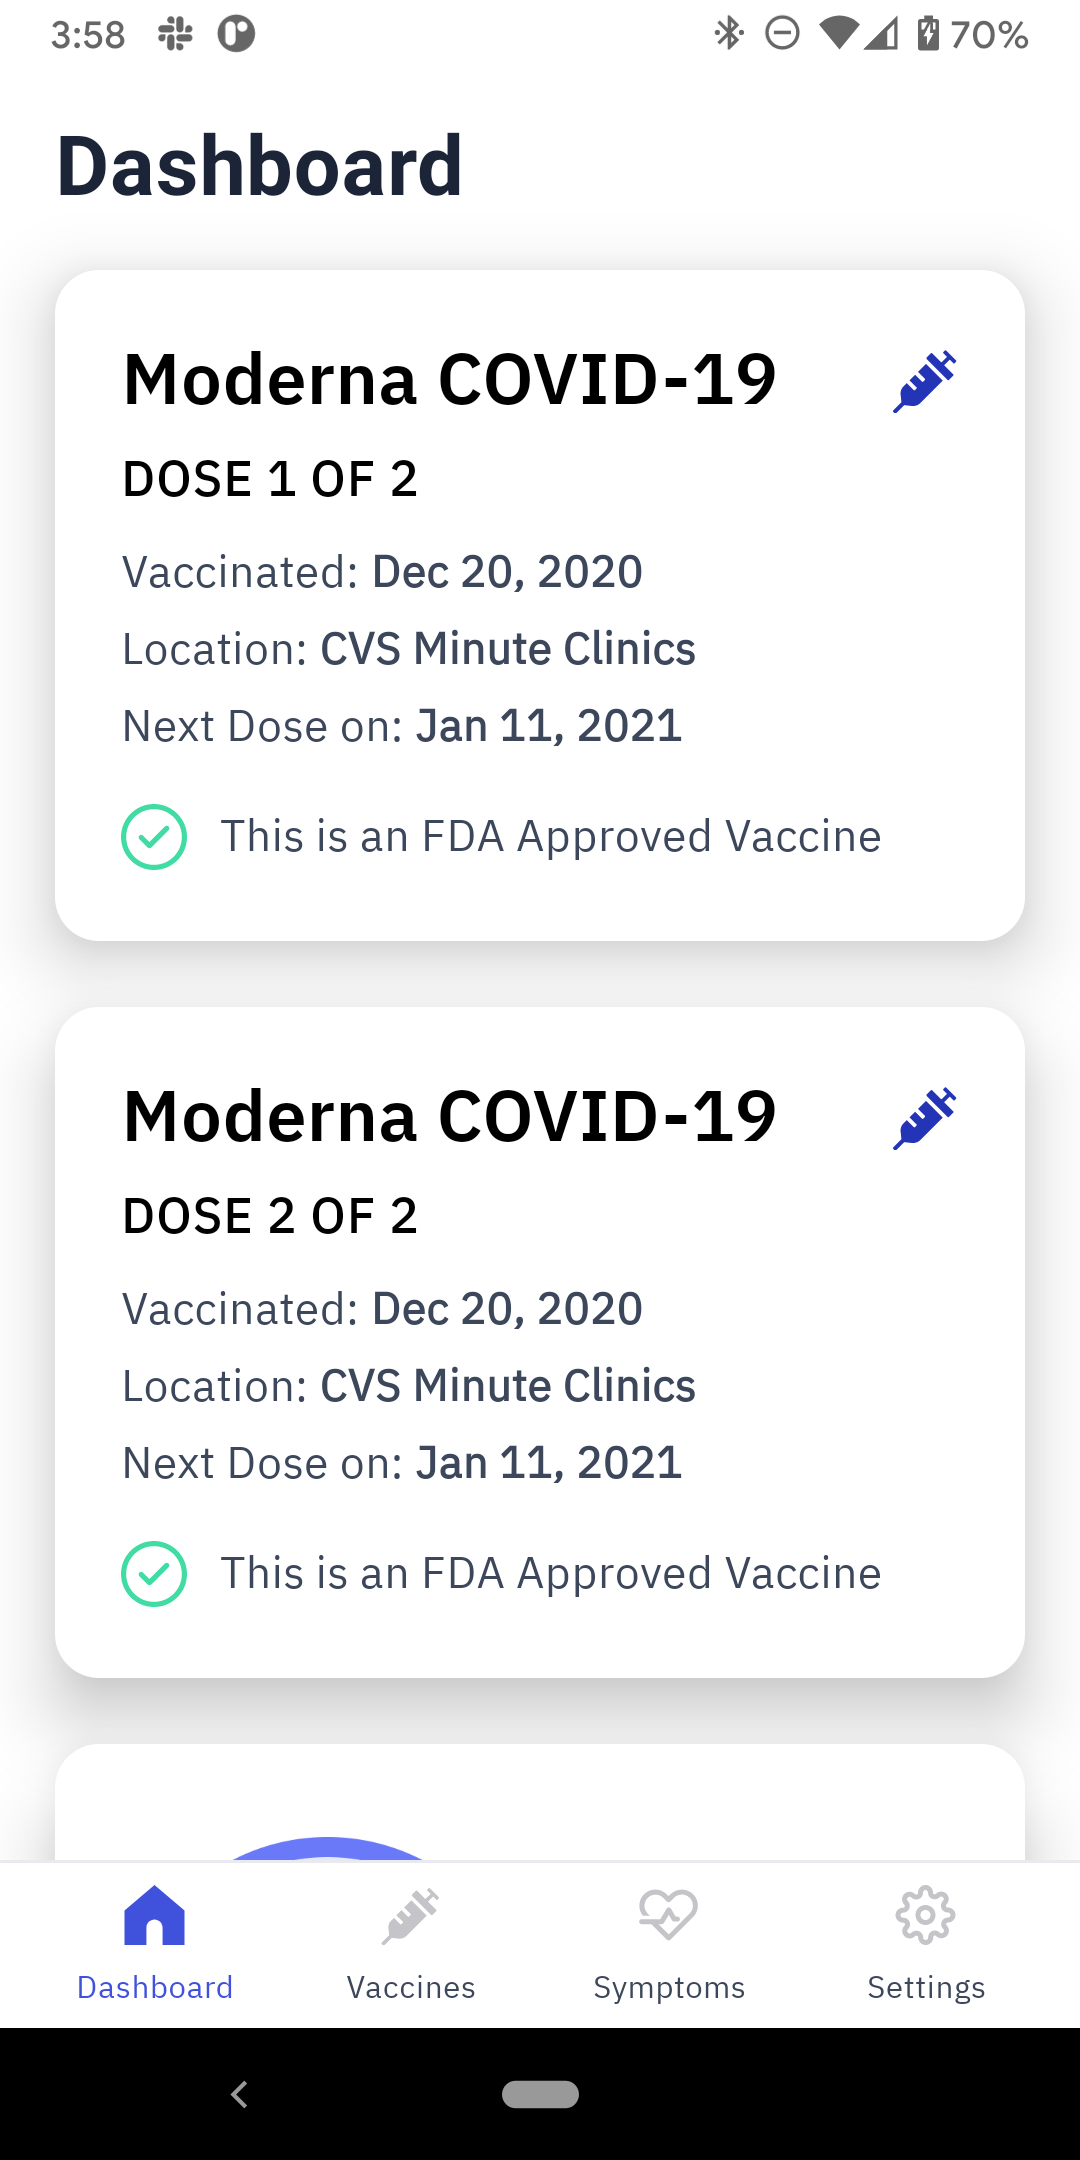 3:58
70%
Dashboard
Moderna COVID-19
DOSE 1 OF 2
Vaccinated: Dec 20, 2020
Location: CVS Minute Clinics
Next Dose on: Jan 11, 2021
This is an FDA Approved Vaccine
Moderna COVID-19
DOSE 2 OF 2
Vaccinated: Dec 20, 2020
Location: CVS Minute Clinics
Next Dose on: Jan 11, 2021
This is an FDA Approved Vaccine
Dashboard
Vaccines
Symptoms
Settings